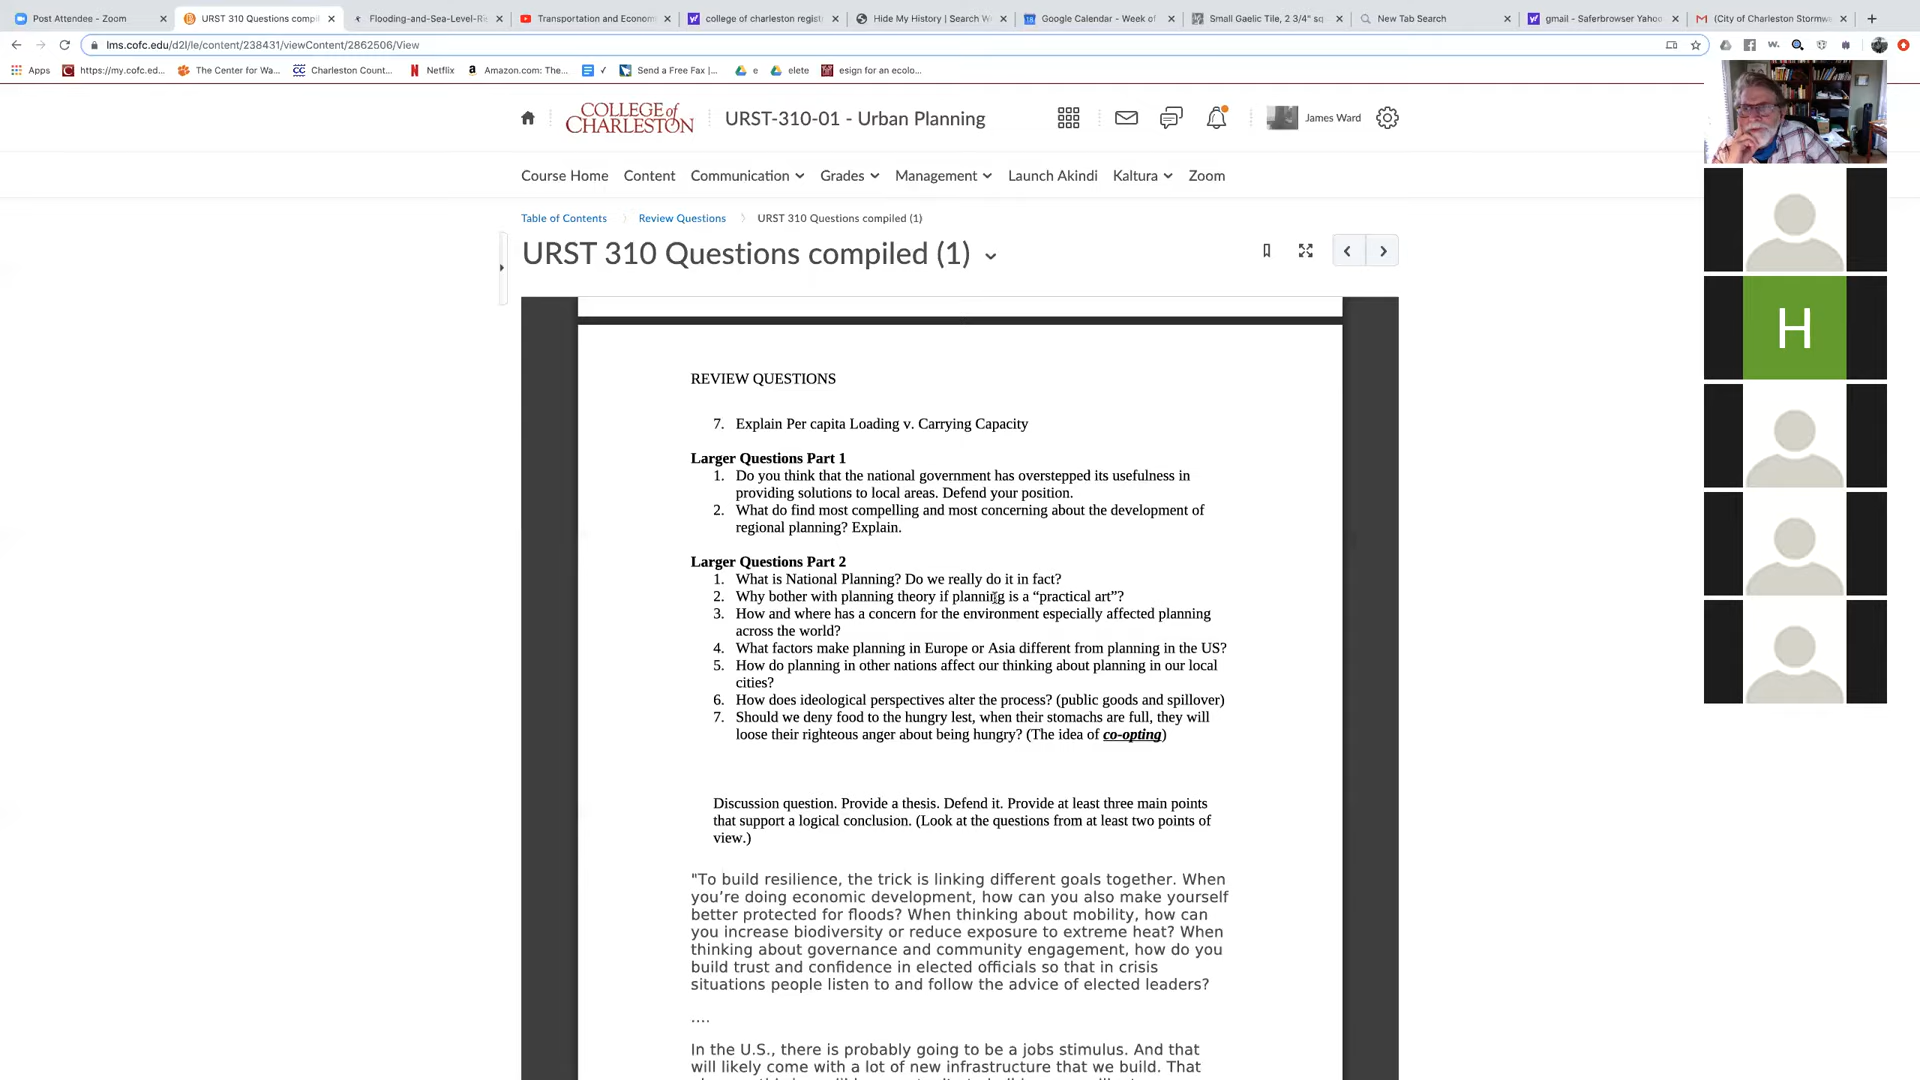 Post Attendee - Zoom
URST 310 Questions compil
Flooding-and-Sea-Level-Ri
Transportation and Econom
college of charleston regist
Hide My History | Search W
Google Calendar - Week of
Small Gaelic Tile, 2 3/4" sq
New Tab Search
gmail - Saferbrowser Yahoo
(City of Charleston Stormwa
lms.cofc.edu/d2l/le/content/238431/viewContent/2862506/View
Apps
https://my.cofc.ed...
The Center for Wa...
Charleston Count...
Netflix
Amazon.com: The...
Send a Free Fax |...
e
elete
esign for an ecolo...
COLLEGE of CHARLESTON
URST-310-01 - Urban Planning
James Ward
Course Home
Content
Communication
Grades
Management
Launch Akindi
Kaltura
Zoom
Table of Contents
Review Questions
URST 310 Questions compiled (1)
URST 310 Questions compiled (1)
H
REVIEW QUESTIONS
7. Explain Per capita Loading v. Carrying Capacity
Larger Questions Part 1
1. Do you think that the national government has overstepped its usefulness in
providing solutions to local areas. Defend your position.
2. What do find most compelling and most concerning about the development of
regional planning? Explain.
Larger Questions Part 2
1. What is National Planning? Do we really do it in fact?
2. Why bother with planning theory if planning is a “practical art”?
3. How and where has a concern for the environment especially affected planning
across the world?
4. What factors make planning in Europe or Asia different from planning in the US?
5. How do planning in other nations affect our thinking about planning in our local
cities?
6. How does ideological perspectives alter the process? (public goods and spillover)
7. Should we deny food to the hungry lest, when their stomachs are full, they will
loose their righteous anger about being hungry? (The idea of co-opting)
Discussion question. Provide a thesis. Defend it. Provide at least three main points
that support a logical conclusion. (Look at the questions from at least two points of
view.)
"To build resilience, the trick is linking different goals together. When
you’re doing economic development, how can you also make yourself
better protected for floods? When thinking about mobility, how can
you increase biodiversity or reduce exposure to extreme heat? When
thinking about governance and community engagement, how do you
build trust and confidence in elected officials so that in crisis
situations people listen to and follow the advice of elected leaders?
....
In the U.S., there is probably going to be a jobs stimulus. And that
will likely come with a lot of new infrastructure that we build. That